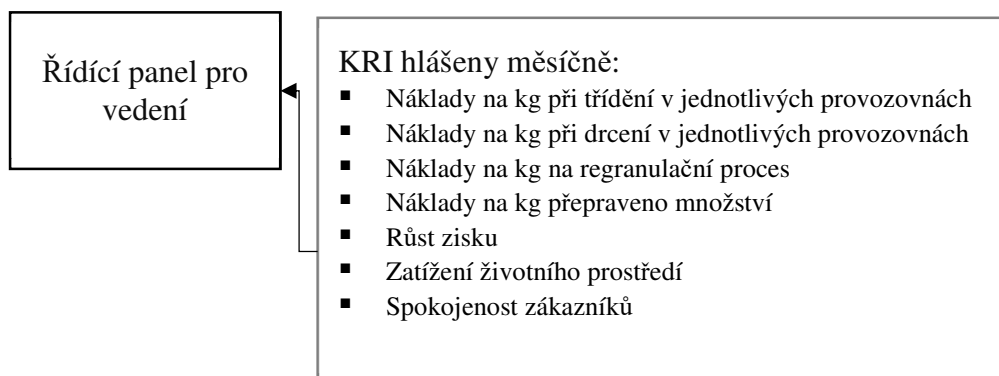 Řídící panel pro
vedení
KRI hlášeny měsíčně:
▪ Náklady na kg při třídění v jednotlivých provozovnách
▪ Náklady na kg při drcení v jednotlivých provozovnách
▪ Náklady na kg na regranulační proces
▪ Náklady na kg přepraveno množství
▪ Růst zisku
▪ Zatížení životního prostředí
▪ Spokojenost zákazníků